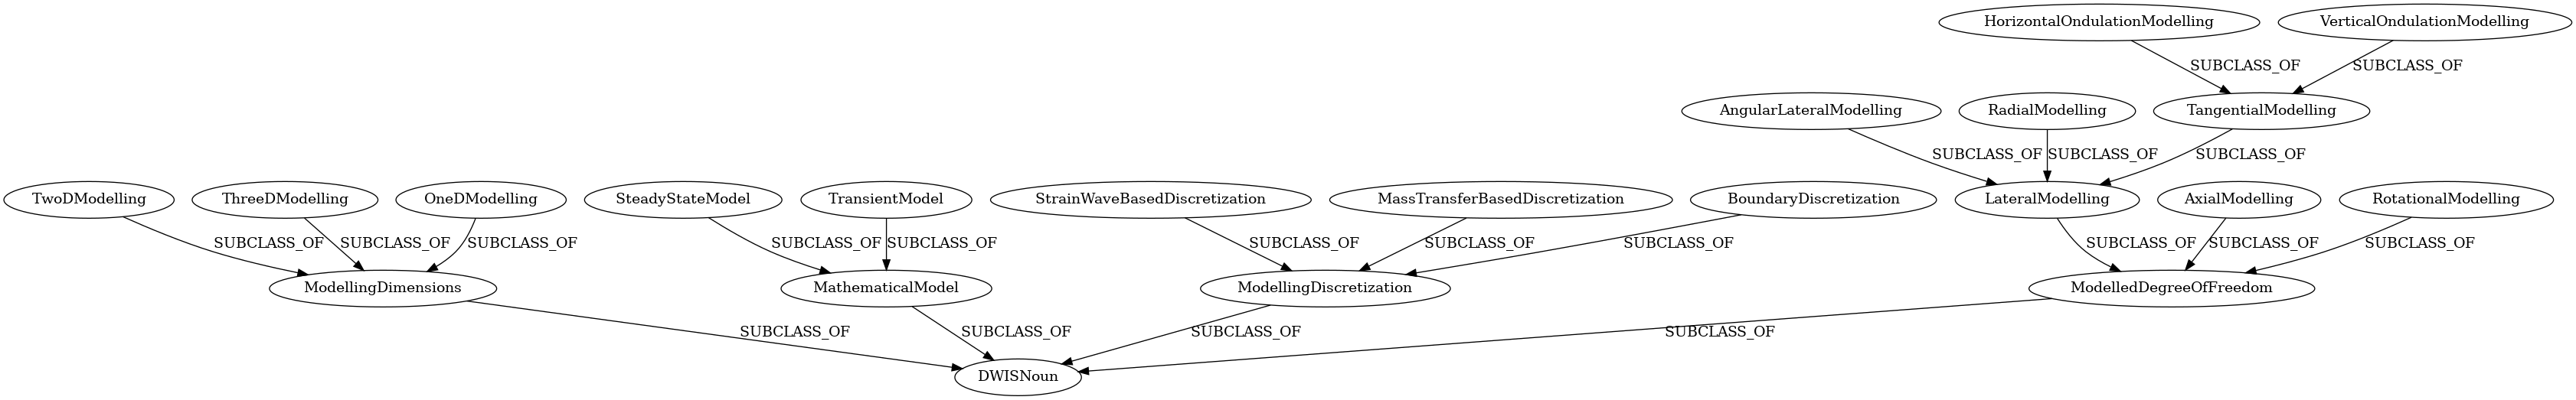 HorizontalOndulationModelling
VerticalOndulationModelling
SUBCLASS_OF
SUBCLASS_OF
AngularLateralModelling
RadialModelling
TangentialModelling
SUBCLASS_OF
SUBCLASS_OF
SUBCLASS_OF
TwoDModelling
ThreeDModelling
OneDModelling
SteadyStateModel
TransientModel
StrainWaveBasedDiscretization
MassTransferBasedDiscretization
BoundaryDiscretization
LateralModelling
AxialModelling
RotationalModelling
SUBCLASS_OF
SUBCLASS_OF
SUBCLASS_OF
SUBCLASS_OF
SUBCLASS_OF
SUBCLASS_OF
SUBCLASS_OF
SUBCLASS_OF
SUBCLASS_OF
SUBCLASS_OF
SUBCLASS_OF
ModellingDimensions
MathematicalModel
ModellingDiscretization
ModelledDegreeOfFreedom
SUBCLASS_OF
SUBCLASS_OF
SUBCLASS_OF
SUBCLASS_OF
DWISNoun